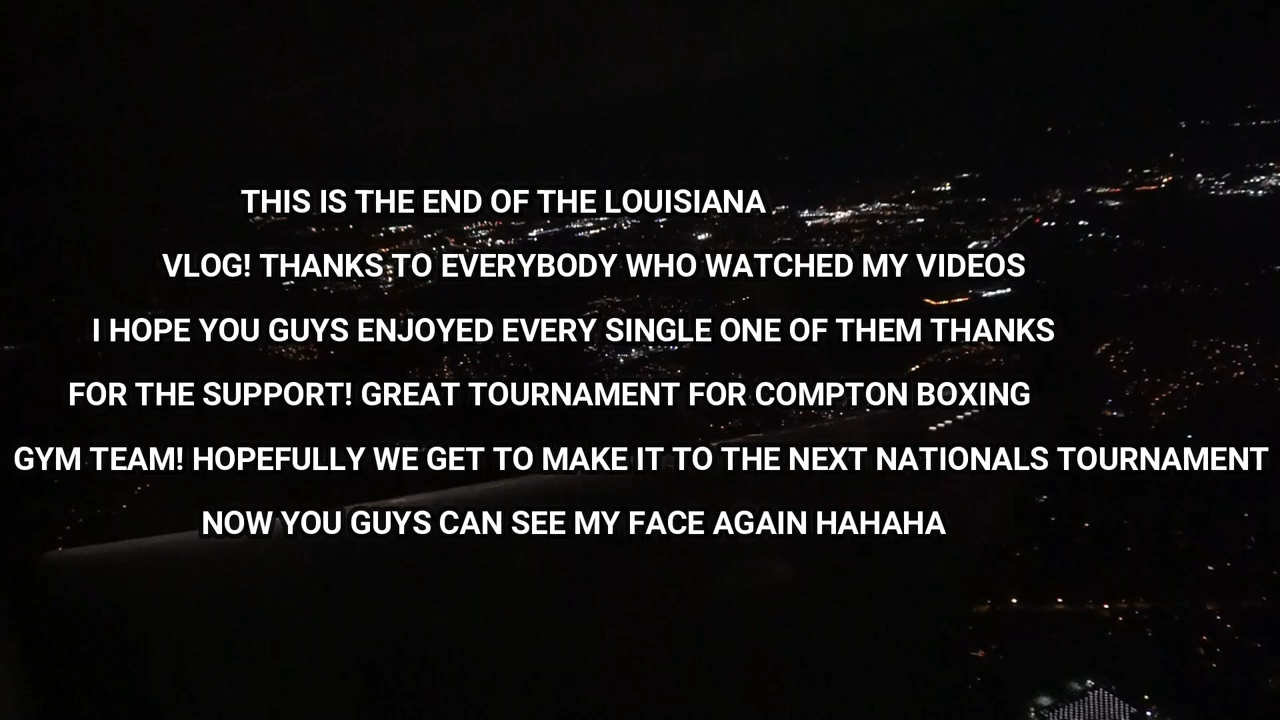 THIS IS THE END OF THE LOUISIANA
VLOG! THANKS TO EVERYBODY WHO WATCHED MY VIDEOS
I HOPE YOU GUYS ENJOYED EVERY SINGLE ONE OF THEM THANKS
FOR THE SUPPORT! GREAT TOURNAMENT FOR COMPTON BOXING
GYM TEAM! HOPEFULLY WE GET TO MAKE IT TO THE NEXT NATIONALS TOURNAMENT
NOW YOU GUYS CAN SEE MY FACE AGAIN HAHAHA